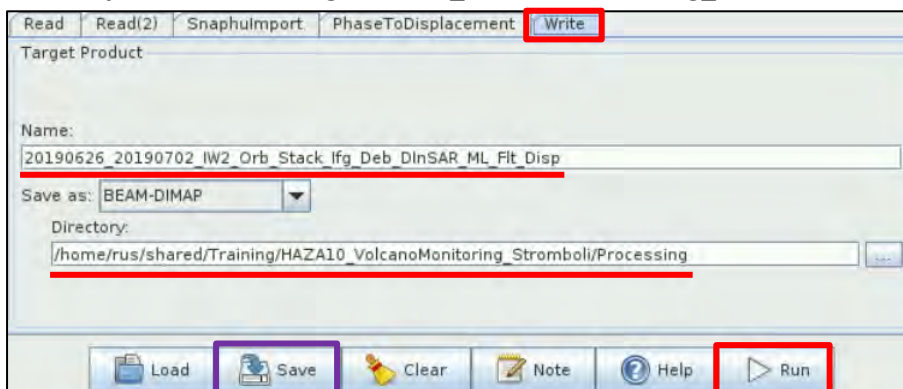 Read Read(2) SnaphuImport PhaseToDisplacement Write
Target Product
Name:
20190626_20190702_IW2_Orb_Stack_Ifg_Deb_DInSAR_ML_Flt_Disp
Save as: BEAM-DIMAP
Directory:
/home/rus/shared/Training/HAZA10_VolcanoMonitoring_Stromboli/Processing ...
Load Save Clear Note Help Run